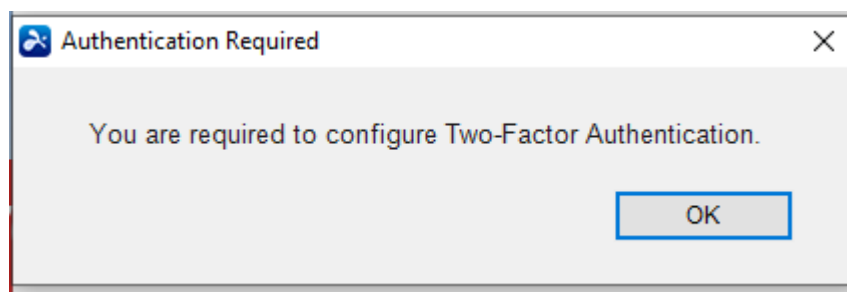 Authentication Required
You are required to configure Two-Factor Authentication.
OK